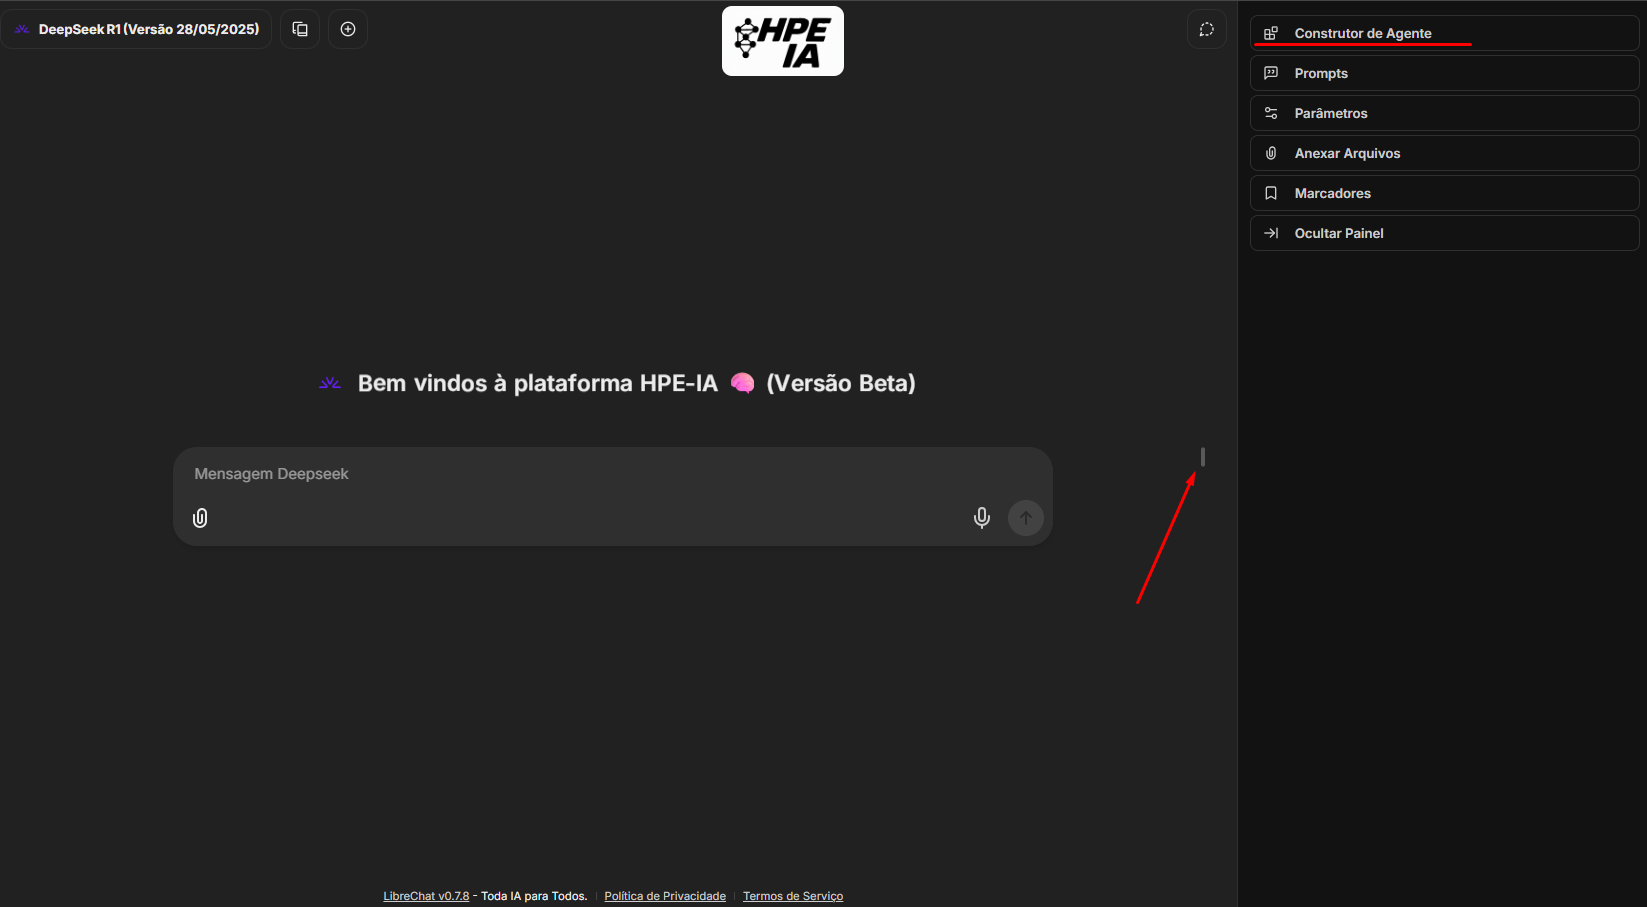 DeepSeek R1 (Versão 28/05/2025)
HPE
IA
Construtor de Agente
Prompts
Parâmetros
Anexar Arquivos
Marcadores
Ocultar Painel
Bem vindos à plataforma HPE-IA 🧠 (Versão Beta)
Mensagem Deepseek
LibreChat v0.7.8 - Toda IA para Todos. | Política de Privacidade | Termos de Serviço